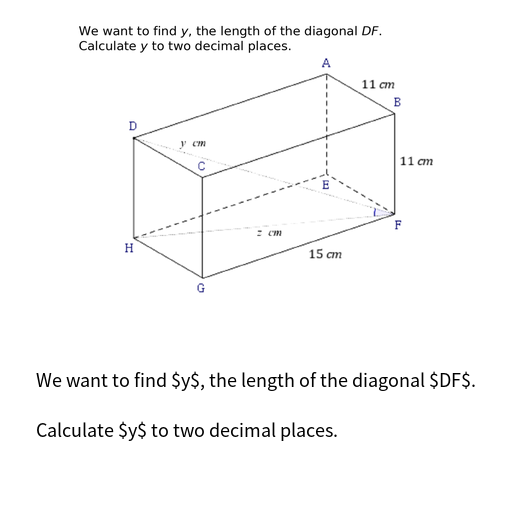 We want to find y, the length of the diagonal DF.
Calculate y to two decimal places.
A
11 cm
B
D
y cm
C
11 cm
E
F
z cm
H
15 cm
G
We want to find $y$, the length of the diagonal $DF$.
Calculate $y$ to two decimal places.